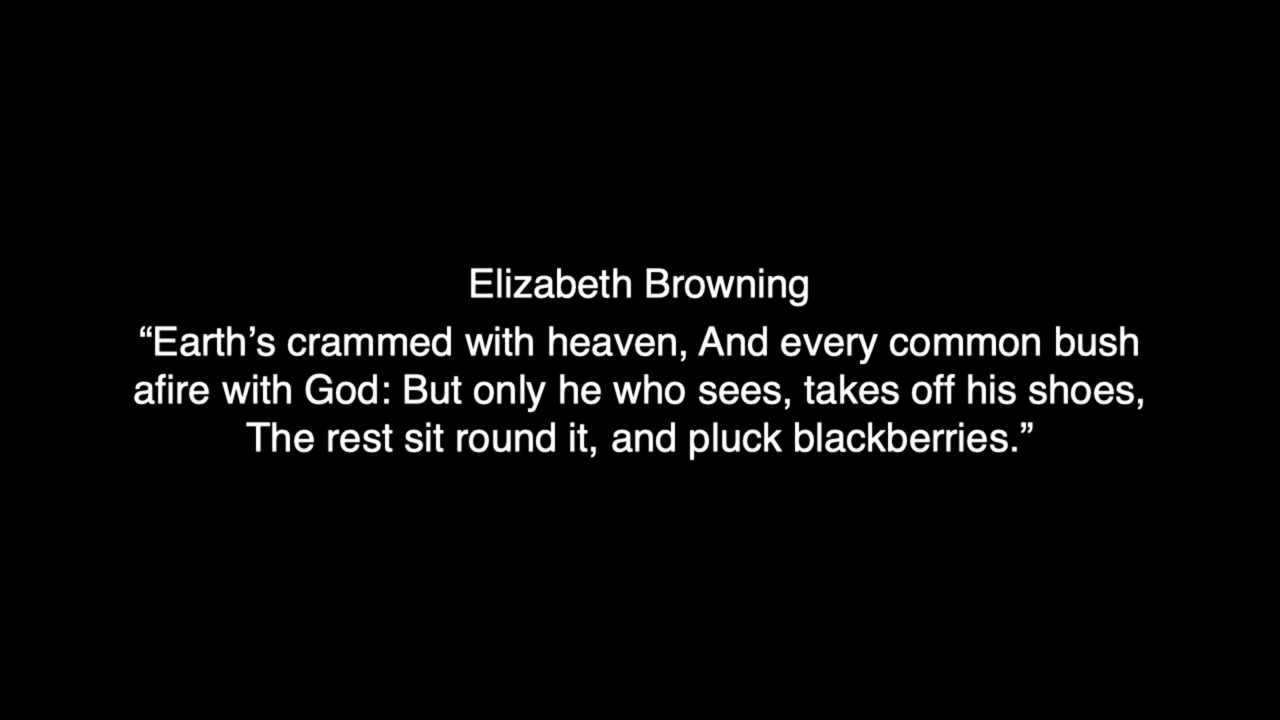 Elizabeth Browning
“Earth’s crammed with heaven, And every common bush
afire with God: But only he who sees, takes off his shoes,
The rest sit round it, and pluck blackberries.”